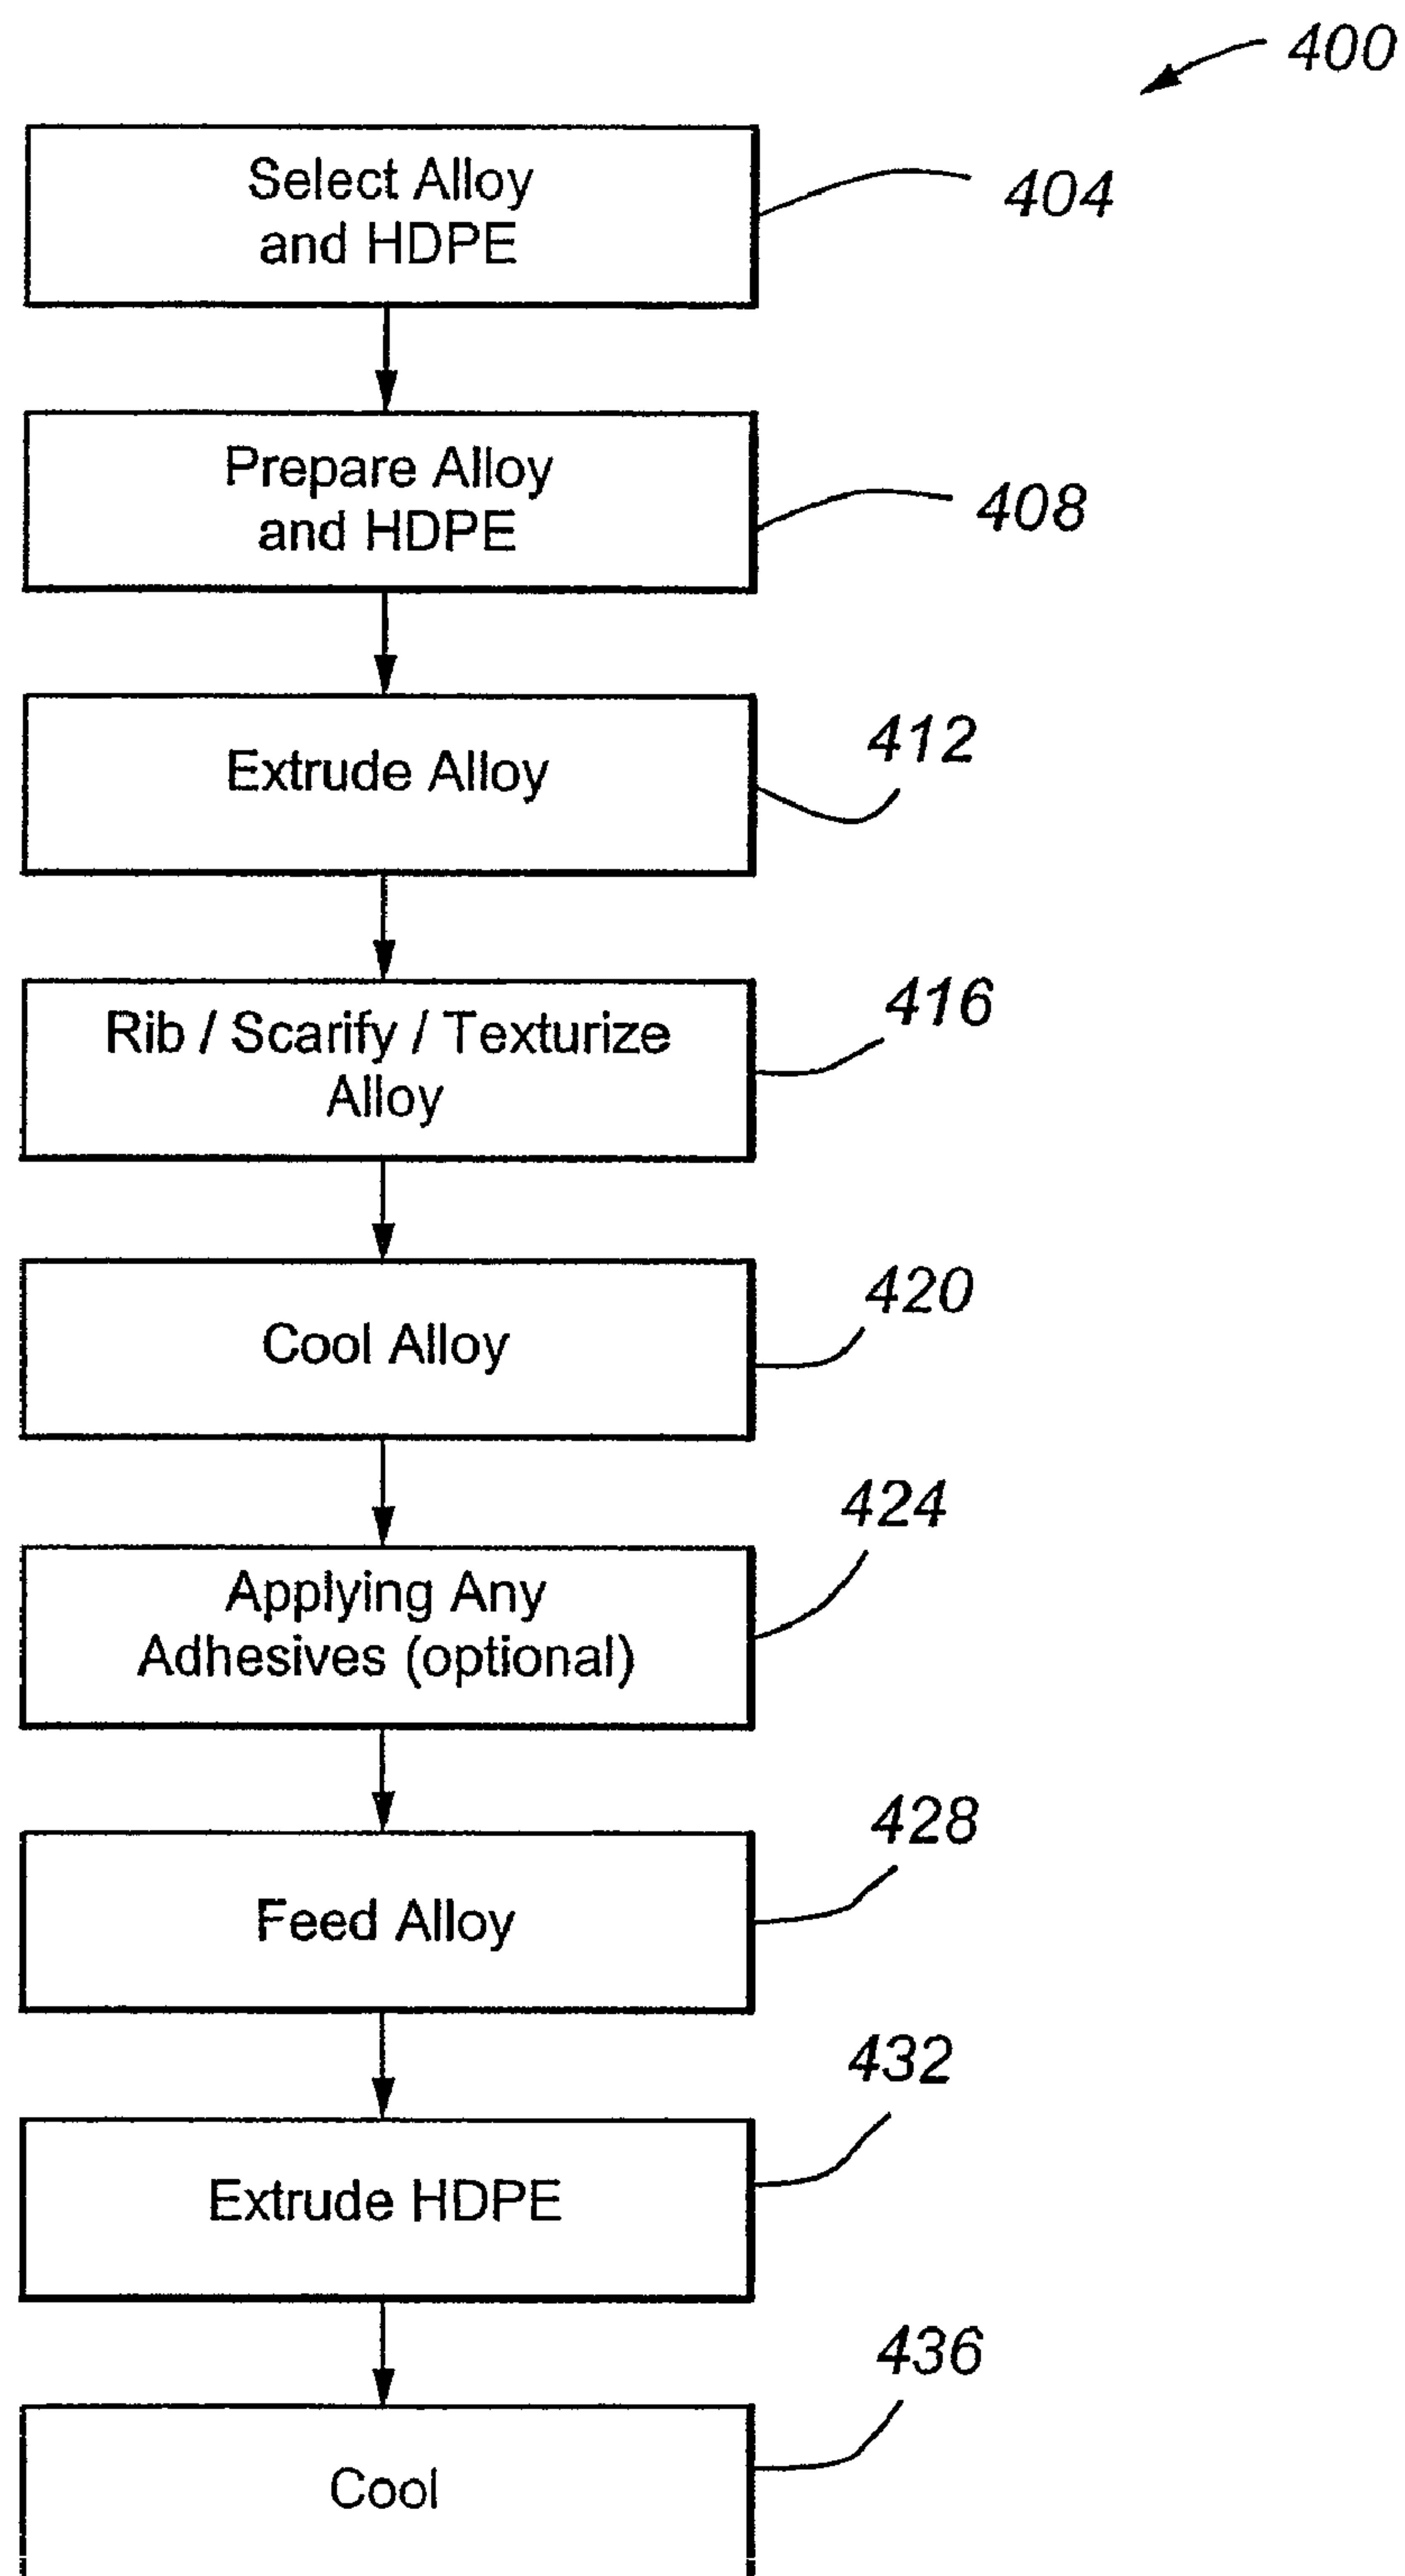 400
Select Alloy
and HDPE
404
Prepare Alloy
and HDPE
408
Extrude Alloy
412
Rib / Scarify / Texturize
Alloy
416
Cool Alloy
420
Applying Any
Adhesives (optional)
424
Feed Alloy
428
Extrude HDPE
432
Cool
436